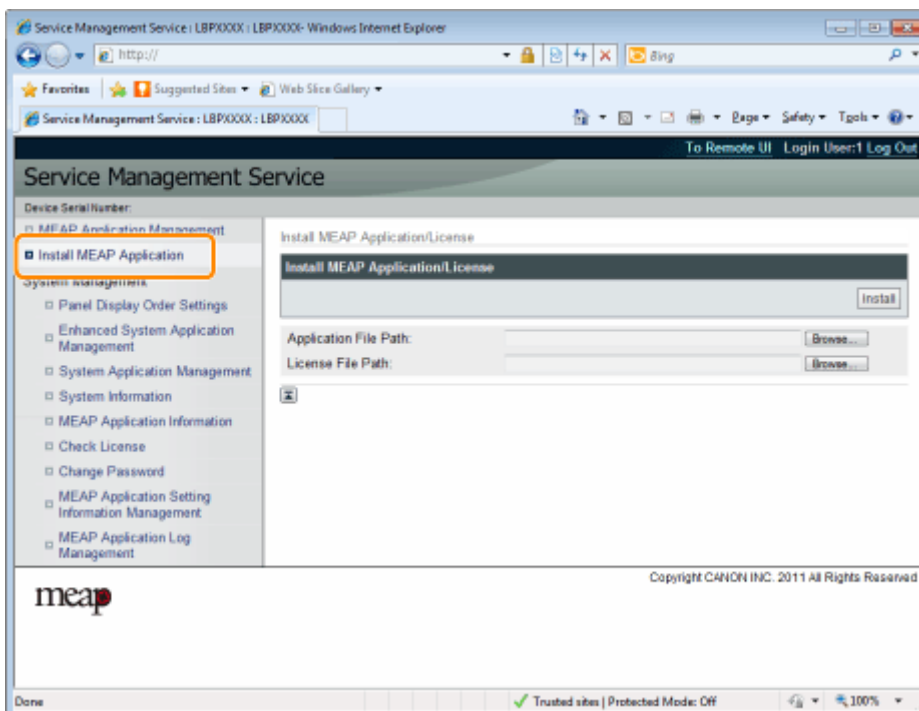 Service Management Service : LBPXXXX : LBPXXXX- Windows Internet Explorer
http://
Bing
Favorites Suggested Sites Web Slice Gallery
Service Management Service : LBPXXXX : LBPXXXX
Page Safety Tools
To Remote UI Login User:1 Log Out
Service Management Service
Device Serial Number:
MEAP Application Management
Install MEAP Application
System Management
Panel Display Order Settings
Enhanced System Application
Management
System Application Management
System Information
MEAP Application Information
Check License
Change Password
MEAP Application Setting
Information Management
MEAP Application Log
Management
Install MEAP Application/License
Install MEAP Application/License
Install
Application File Path: Browse...
License File Path: Browse...
Copyright CANON INC. 2011 All Rights Reserved
meap
Done Trusted sites | Protected Mode: Off 100%